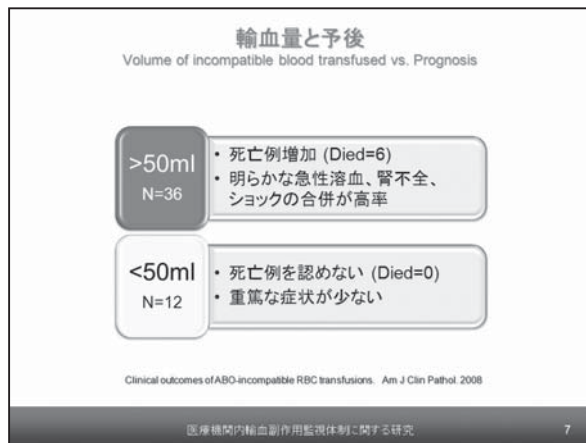 輸血量と予後
Volume of incompatible blood transfused vs. Prognosis
>50ml
N=36
• 死亡例増加 (Died=6)
• 明らかな急性溶血、腎不全、
ショックの合併が高率
<50ml
N=12
• 死亡例を認めない (Died=0)
• 重篤な症状が少ない
Clinical outcomes of ABO-incompatible RBC transfusions. Am J Clin Pathol. 2008
医療機関内輸血副作用監視体制に関する研究
7